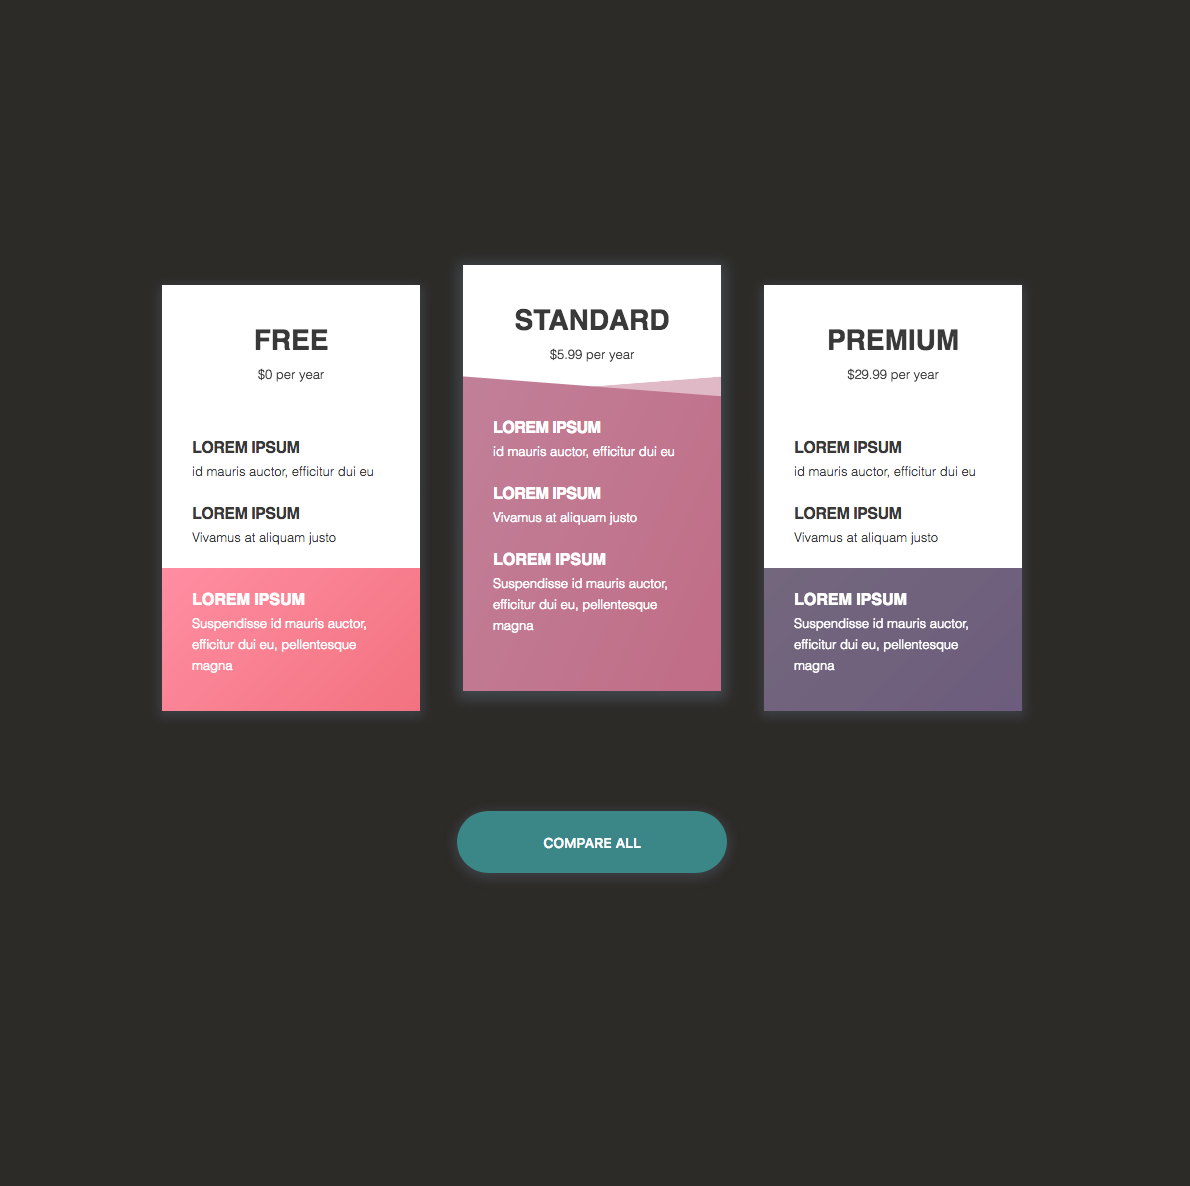 FREE
$0 per year
LOREM IPSUM
id mauris auctor, efficitur dui eu
LOREM IPSUM
Vivamus at aliquam justo
LOREM IPSUM
Suspendisse id mauris auctor,
efficitur dui eu, pellentesque
magna
STANDARD
$5.99 per year
LOREM IPSUM
id mauris auctor, efficitur dui eu
LOREM IPSUM
Vivamus at aliquam justo
LOREM IPSUM
Suspendisse id mauris auctor,
efficitur dui eu, pellentesque
magna
PREMIUM
$29.99 per year
LOREM IPSUM
id mauris auctor, efficitur dui eu
LOREM IPSUM
Vivamus at aliquam justo
LOREM IPSUM
Suspendisse id mauris auctor,
efficitur dui eu, pellentesque
magna
COMPARE ALL